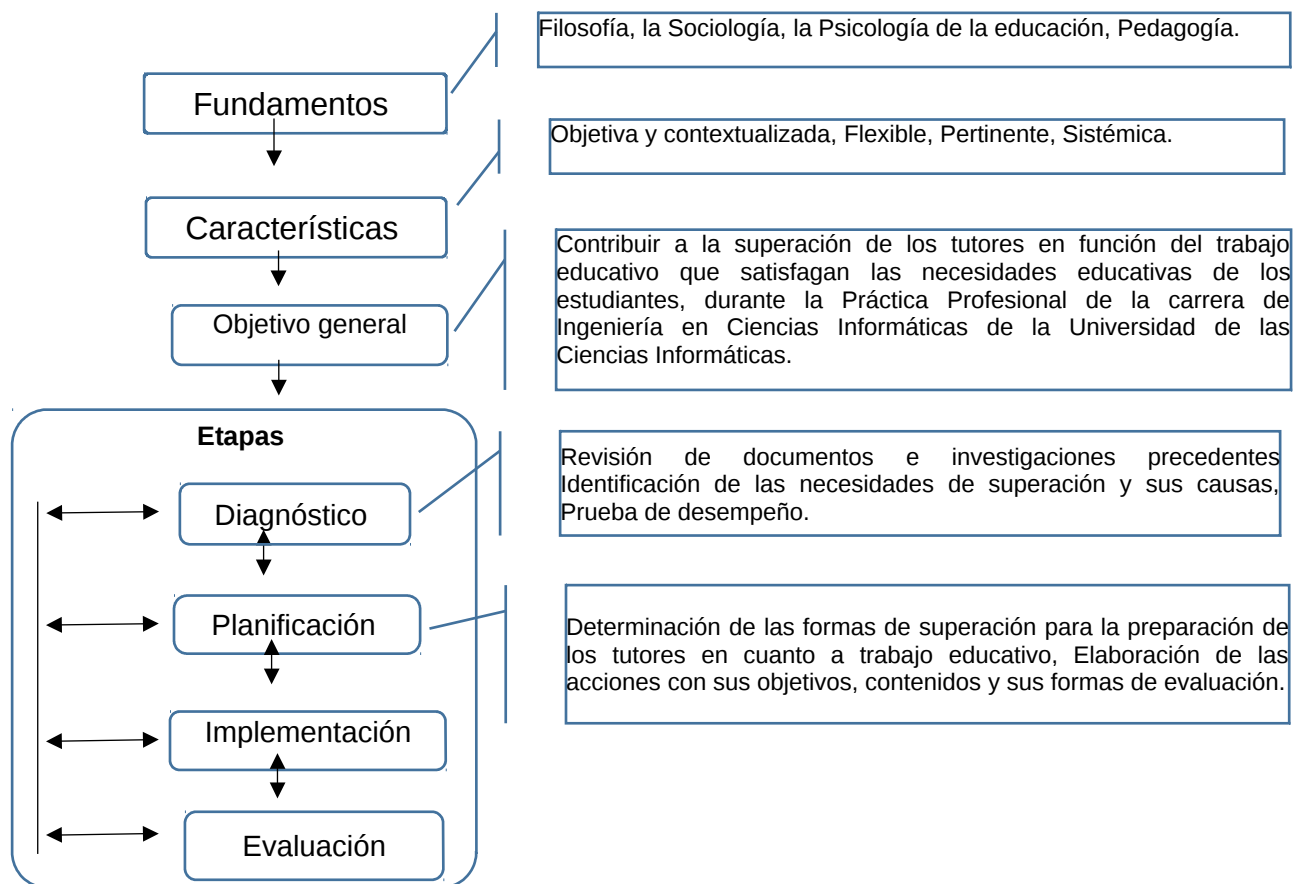 Filosofía, la Sociología, la Psicología de la educación, Pedagogía.
Fundamentos
Objetiva y contextualizada, Flexible, Pertinente, Sistémica.
Características
Contribuir a la superación de los tutores en función del trabajo
educativo que satisfagan las necesidades educativas de los
estudiantes, durante la Práctica Profesional de la carrera de
Ingeniería en Ciencias Informáticas de la Universidad de las
Ciencias Informáticas.
Objetivo general
Etapas
Revisión de documentos e investigaciones precedentes
Identificación de las necesidades de superación y sus causas,
Prueba de desempeño.
Diagnóstico
Planificación
Determinación de las formas de superación para la preparación de
los tutores en cuanto a trabajo educativo, Elaboración de las
acciones con sus objetivos, contenidos y sus formas de evaluación.
Implementación
Evaluación